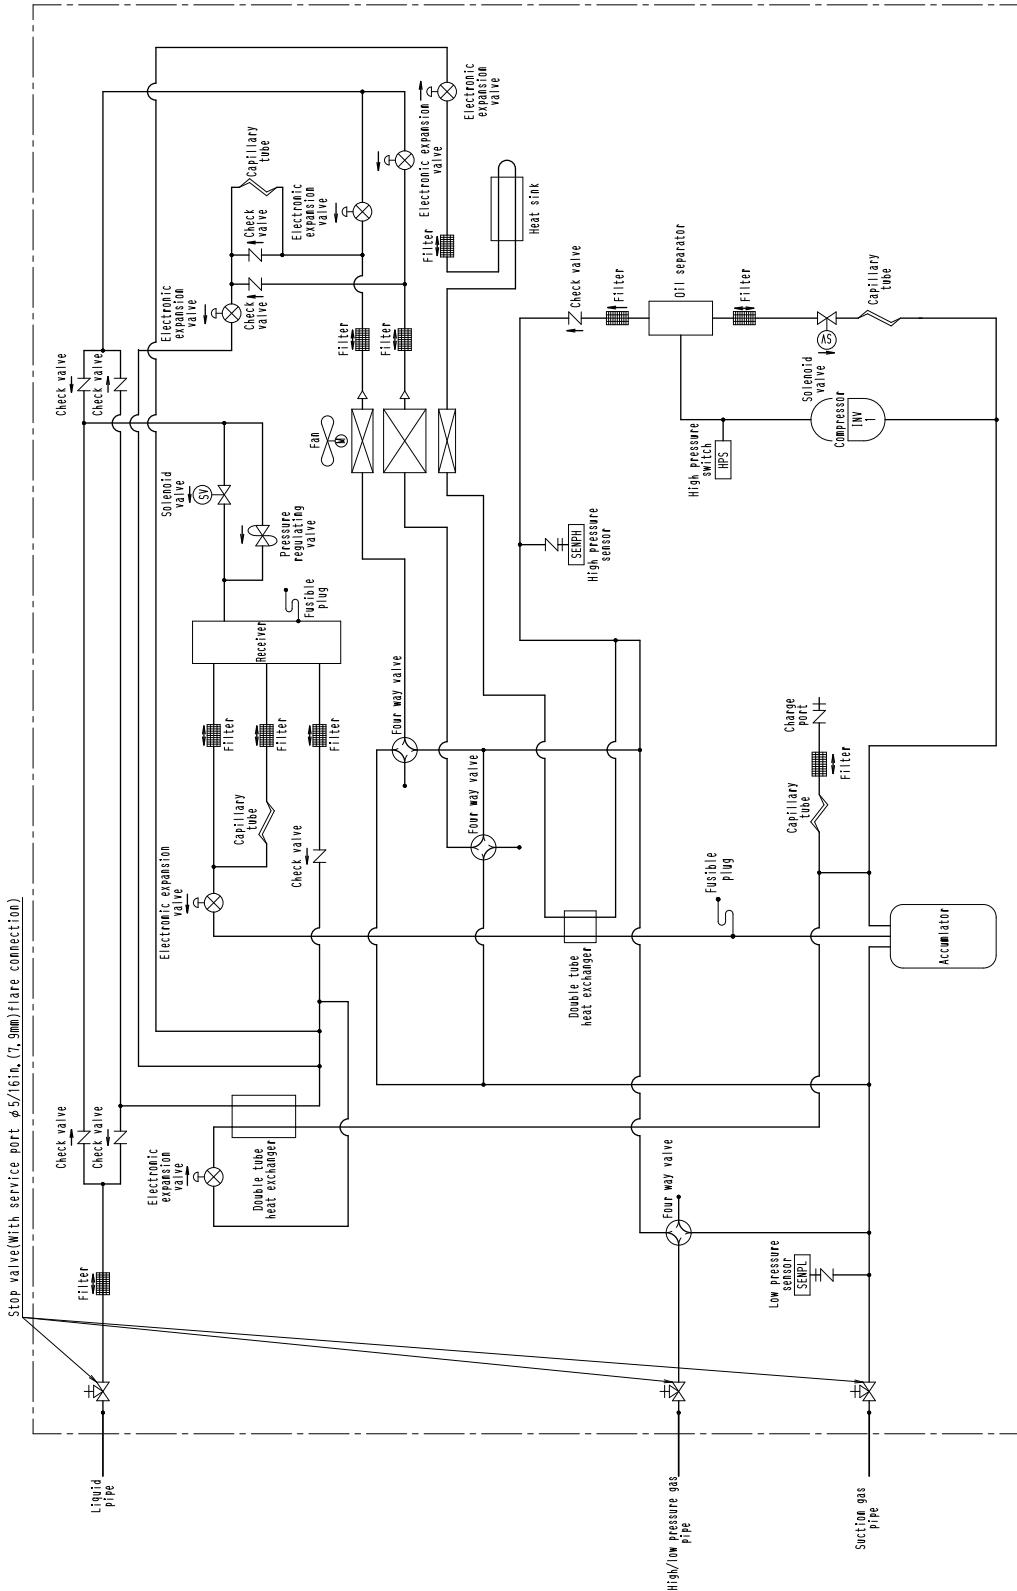 Stop valve(With service port φ5/16in.(7.9mm)flare connection)
Liquid
pipe
High/low pressure gas
pipe
Suction gas
pipe
Filter
Check valve
Check valve
Electronic
expansion
valve
Double tube
heat exchanger
Four way valve
Low pressure
sensor
SENPL
Electronic expansion
valve
Capillary
tube
Check valve
Filter
Filter
Filter
Receiver
Fusible
plug
Solenoid
valve
SV
Pressure
regulating
valve
Check valve
Check valve
Electronic
expansion
valve
Check
valve
Check
valve
Capillary
tube
Electronic
expansion
valve
Electronic expansion
valve
Electronic
expansion
valve
Filter
Heat sink
Filter
Filter
Fan
M
Four way valve
Four way valve
Double tube
heat exchanger
Fusible
plug
Accumlator
Capillary
tube
Filter
Charge
port
High pressure
sensor
SENPH
High pressure
switch
HPS
Compressor
INV
1
Check valve
Filter
Oil separator
Filter
Solenoid
valve
SV
Capillary
tube